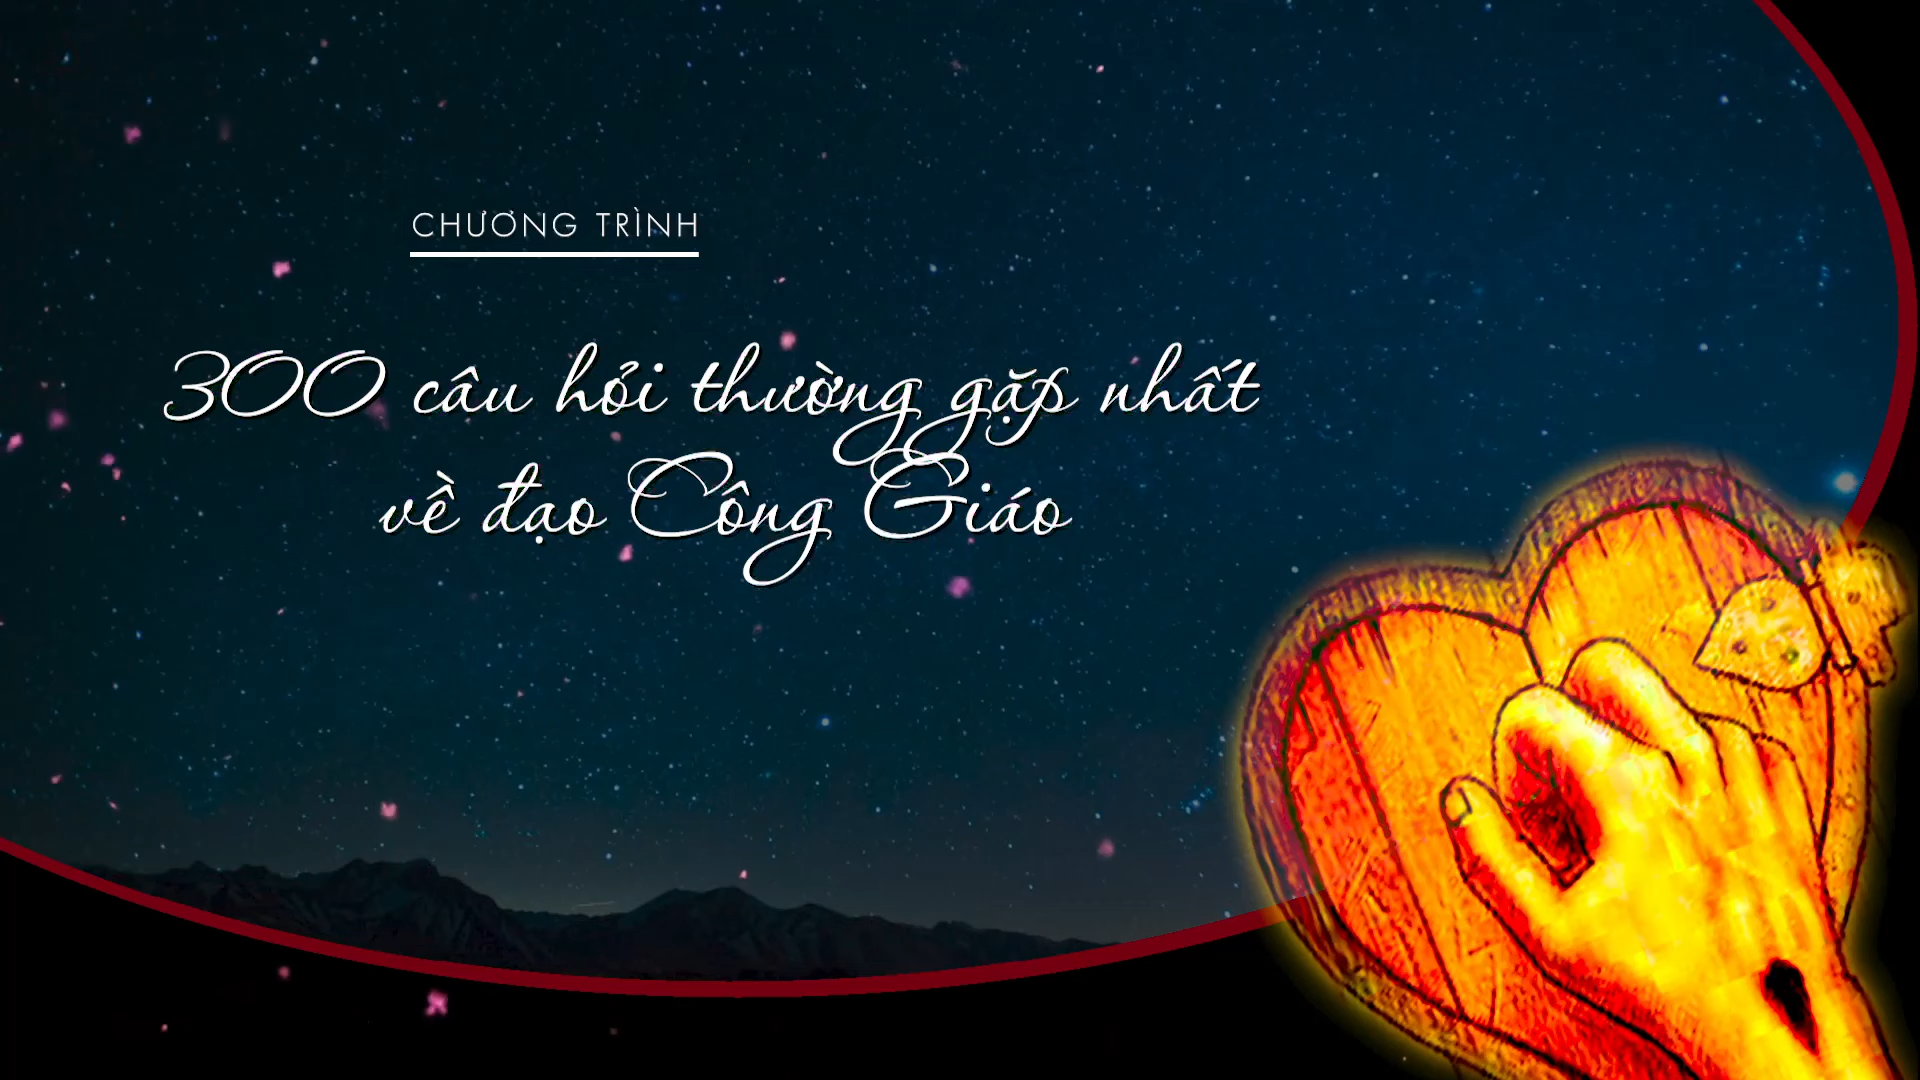 CHƯƠNG TRÌNH
300 câu hỏi thường gặp nhất
về đạo Công Giáo